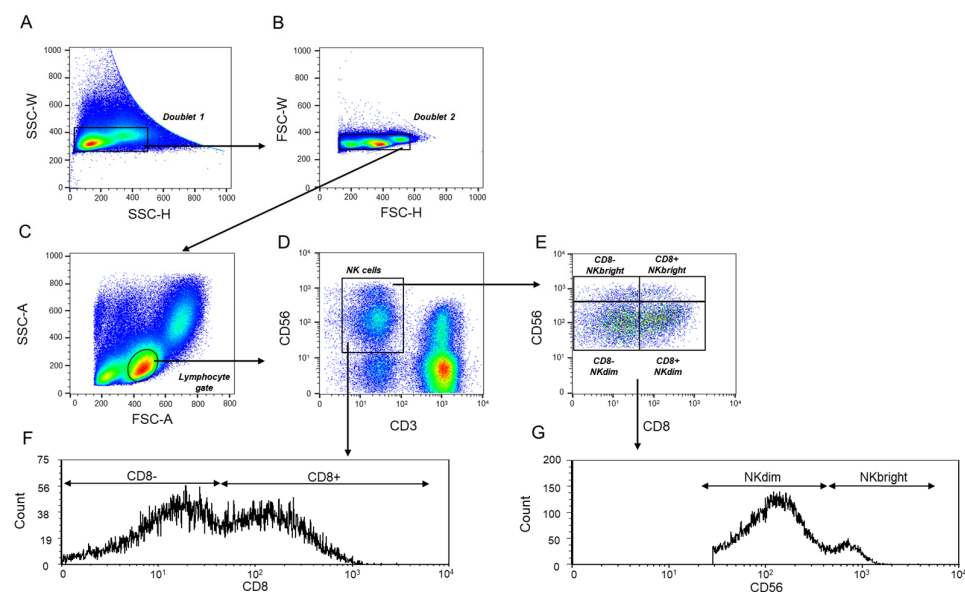 A
B
1000
800
600
400
200
0
SSC-W
Doublet 1
0 200 400 600 800 1000
SSC-H
1000
800
600
400
200
0
FSC-W
Doublet 2
0 200 400 600 800 1000
FSC-H
C
D
E
1000
800
600
400
200
0
SSC-A
Lymphocyte
gate
0 200 400 600 800
FSC-A
10⁴
10³
10²
10¹
0
CD56
NK cells
0 10¹ 10² 10³ 10⁴
CD3
10⁴
10³
10²
10¹
0
CD56
CD8- CD8+
NKbright NKbright
CD8- CD8+
NKdim NKdim
0 10¹ 10² 10³ 10⁴
CD8
F
G
75
56
38
19
0
Count
CD8- CD8+
0 10¹ 10² 10³ 10⁴
CD8
200
150
100
50
0
Count
NKdim NKbright
0 10¹ 10² 10³ 10⁴
CD56